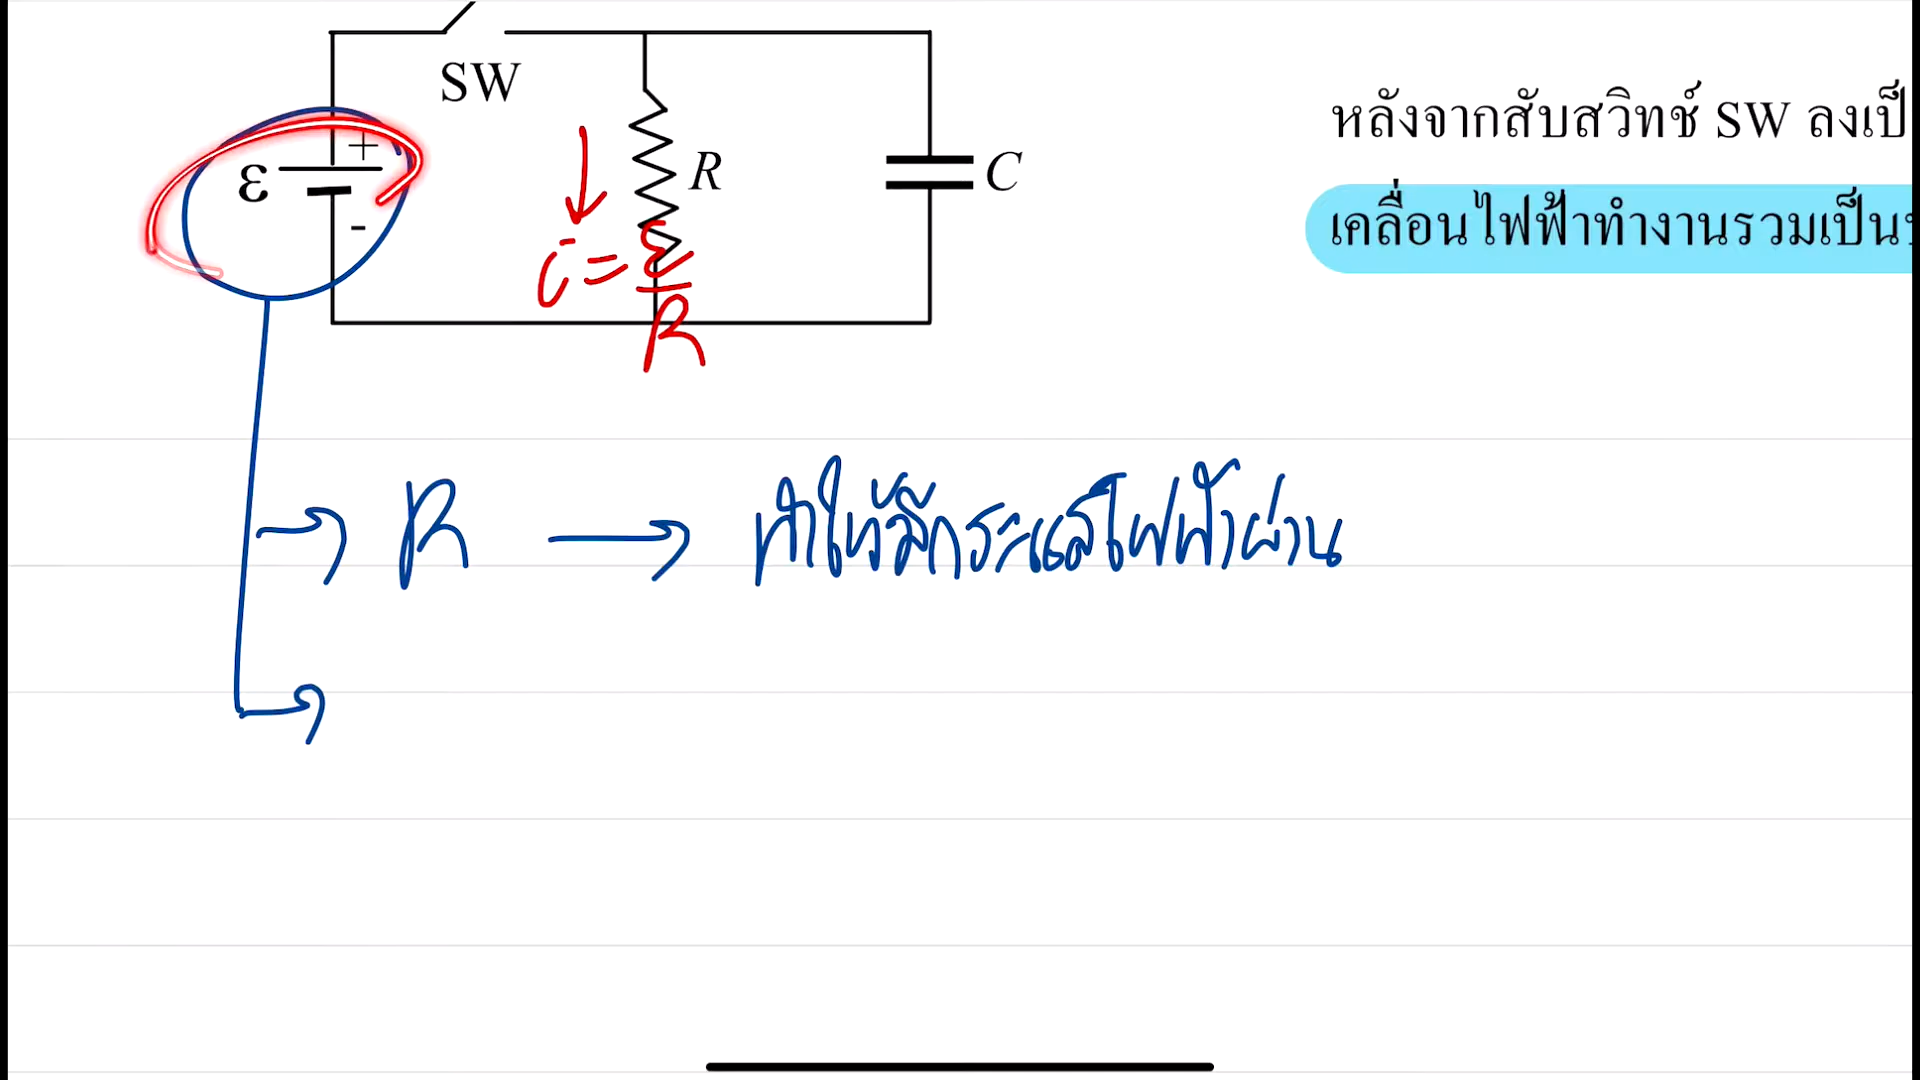 SW
+
ε
-
R
C
i = ε/R
หลังจากสับสวิทช์ SW ลงเป็
เคลื่อนไฟฟ้าทำงานรวมเป็น
R → ทำให้มีกระแสไฟฟ้าผ่าน